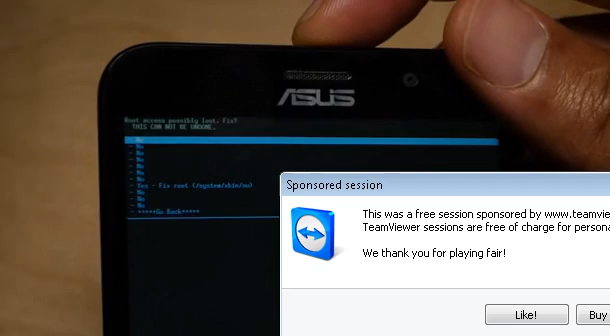 ASUS
Root access possibly lost. Fix?
THIS CAN NOT BE UNDONE.
- No
- No
- No
- No
- No
- No
- No
- Yes - Fix root (/system/xbin/su)
- No
- No
- No
- *****Go Back*****
Sponsored session
This was a free session sponsored by www.teamvie
TeamViewer sessions are free of charge for persona
We thank you for playing fair!
Like!
Buy